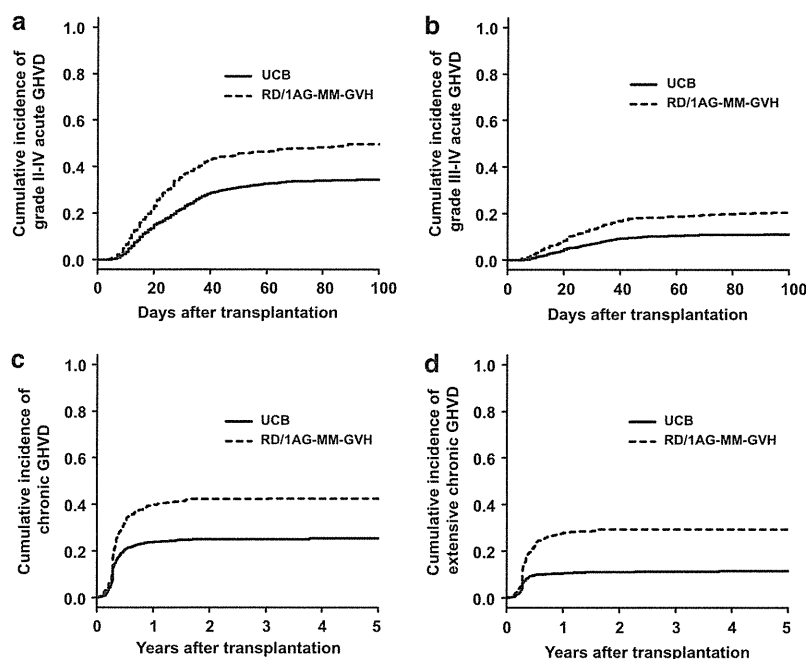 a
Cumulative incidence of
grade II-IV acute GHVD
1.0
0.8
0.6
0.4
0.2
0.0
UCB
RD/1AG-MM-GVH
0 20 40 60 80 100
Days after transplantation
b
Cumulative incidence of
grade III-IV acute GHVD
1.0
0.8
0.6
0.4
0.2
0.0
UCB
RD/1AG-MM-GVH
0 20 40 60 80 100
Days after transplantation
c
Cumulative incidence of
chronic GHVD
1.0
0.8
0.6
0.4
0.2
0.0
UCB
RD/1AG-MM-GVH
0 1 2 3 4 5
Years after transplantation
d
Cumulative incidence of
extensive chronic GHVD
1.0
0.8
0.6
0.4
0.2
0.0
UCB
RD/1AG-MM-GVH
0 1 2 3 4 5
Years after transplantation